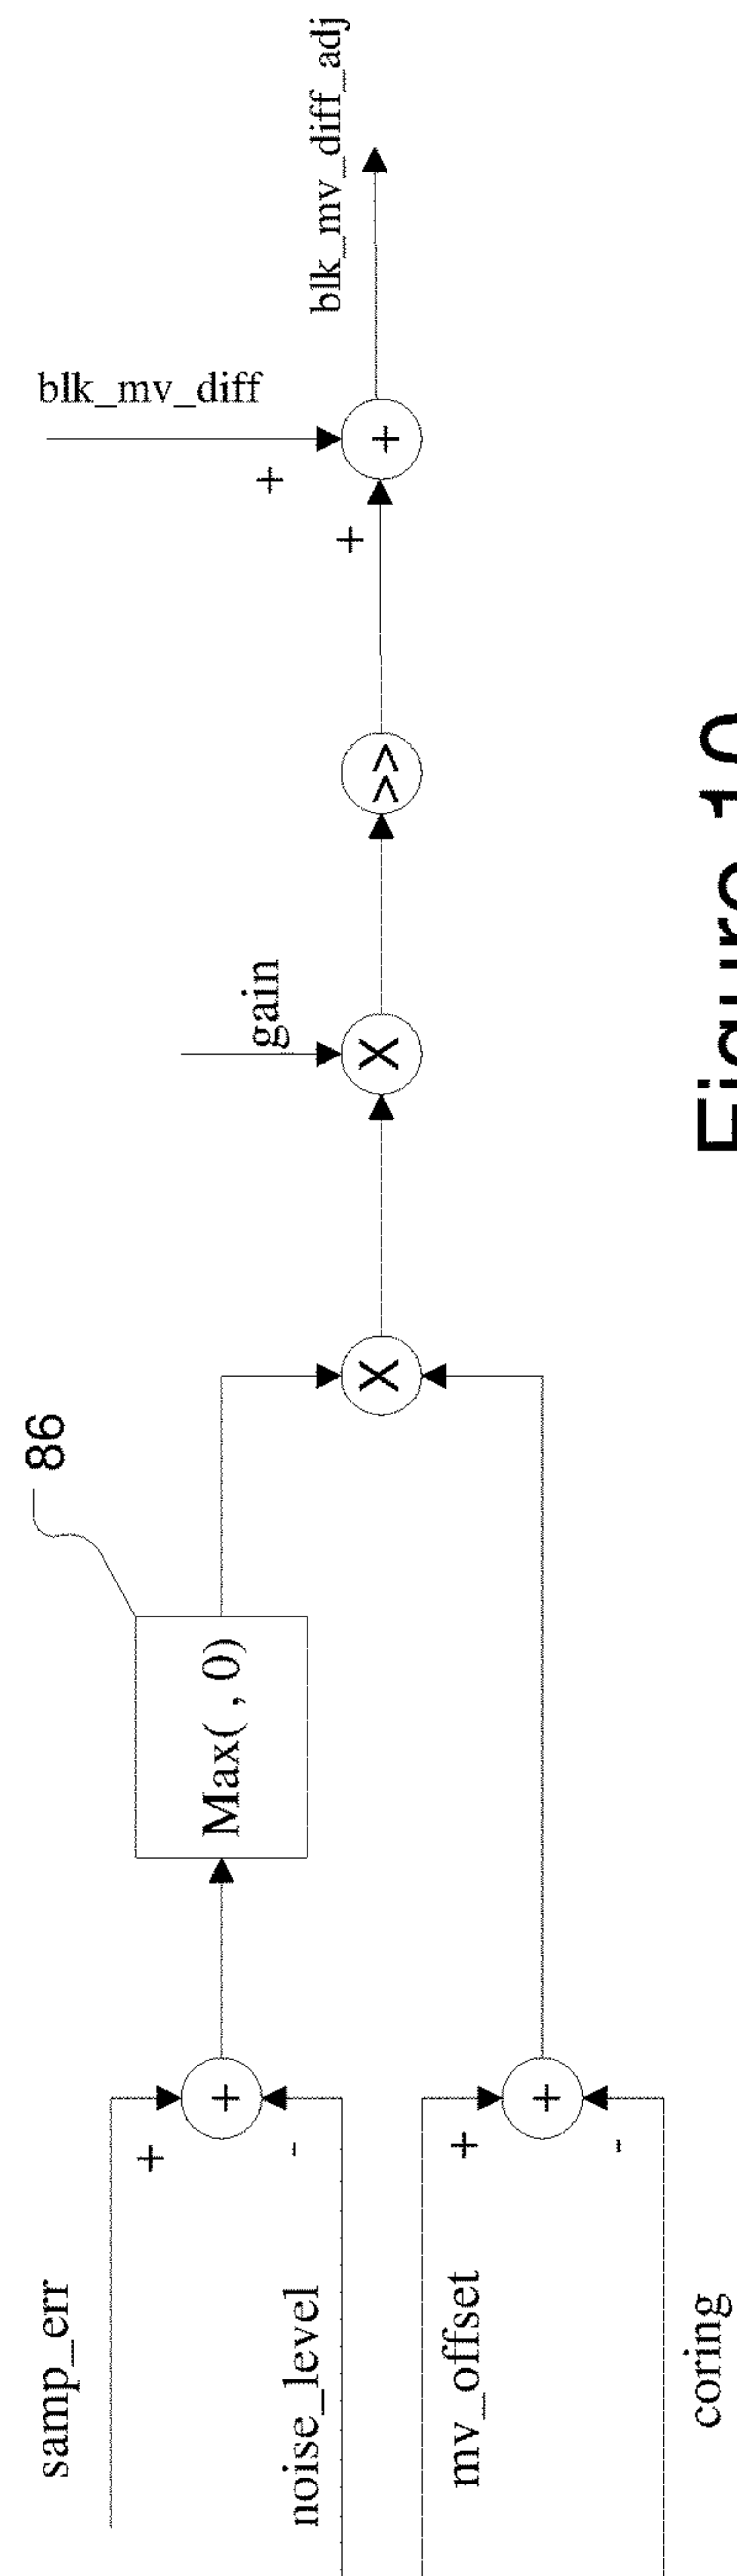 samp_err
+
+
-
noise_level
Max( , 0)
86
mv_offset
+
+
-
coring
X
gain
X
>>
+
blk_mv_diff
+
+
blk_mv_diff_adj
Figure 10